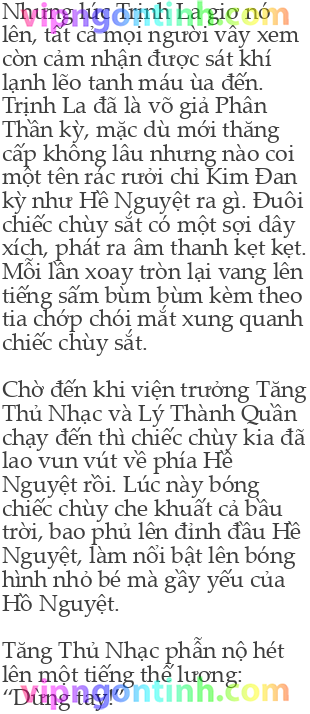 Nhưng lúc Trịnh La giơ nó
lên, tất cả mọi người vây xem
còn cảm nhận được sát khí
lạnh lẽo tanh máu ùa đến.
Trịnh La đã là võ giả Phân
Thần kỳ, mặc dù mới thăng
cấp không lâu nhưng nào coi
một tên rác rưởi chỉ Kim Đan
kỳ như Hề Nguyệt ra gì. Đuôi
chiếc chùy sắt có một sợi dây
xích, phát ra âm thanh kẹt kẹt.
Mỗi lần xoay tròn lại vang lên
tiếng sấm bùm bùm kèm theo
tia chớp chói mắt xung quanh
chiếc chùy sắt.
Chờ đến khi viện trưởng Tăng
Thủ Nhạc và Lý Thành Quần
chạy đến thì chiếc chùy kia đã
lao vun vút về phía Hề
Nguyệt rồi. Lúc này bóng
chiếc chùy che khuất cả bầu
trời, bao phủ lên đỉnh đầu Hề
Nguyệt, làm nổi bật lên bóng
hình nhỏ bé mà gầy yếu của
Hồ Nguyệt.
Tăng Thủ Nhạc phẫn nộ hét
lên một tiếng thê lương:
“Dừng tay!”
vipngontinh.com
vipngontinh.com